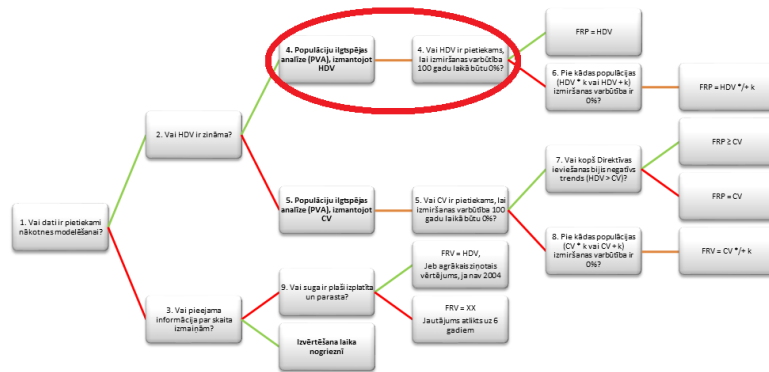 1. Vai dati ir pietiekami
nākotnes modelēšanai?
2. Vai HDV ir zināma?
3. Vai pieejama
informācija par skaita
izmaiņām?
4. Populāciju ilgtspējas
analīze (PVA), izmantojot
HDV
4. Vai HDV ir pietiekams,
lai izmiršanas varbūtība
100 gadu laikā būtu 0%?
FRP = HDV
6. Pie kādas populācijas
(HDV * k vai HDV + k)
izmiršanas varbūtība ir
0%?
FRP = HDV */+ k
5. Populāciju ilgtspējas
analīze (PVA), izmantojot
CV
5. Vai CV ir pietiekams, lai
izmiršanas varbūtība 100
gadu laikā būtu 0%?
7. Vai kopš Direktīvas
ieviešanas bijis negatīvs
trends (HDV > CV)?
FRP ≥ CV
FRP = CV
8. Pie kādas populācijas
(CV * k vai CV + k)
izmiršanas varbūtība ir
0%?
FRV = CV */+ k
9. Vai suga ir plaši izplatīta
un parasta?
FRV = HDV,
Jeb agrākais ziņotais
vērtējums, ja nav 2004
FRV = XX
Jautājums atlikts uz 6
gadiem
Izvērtēšana laika
nogrieznī